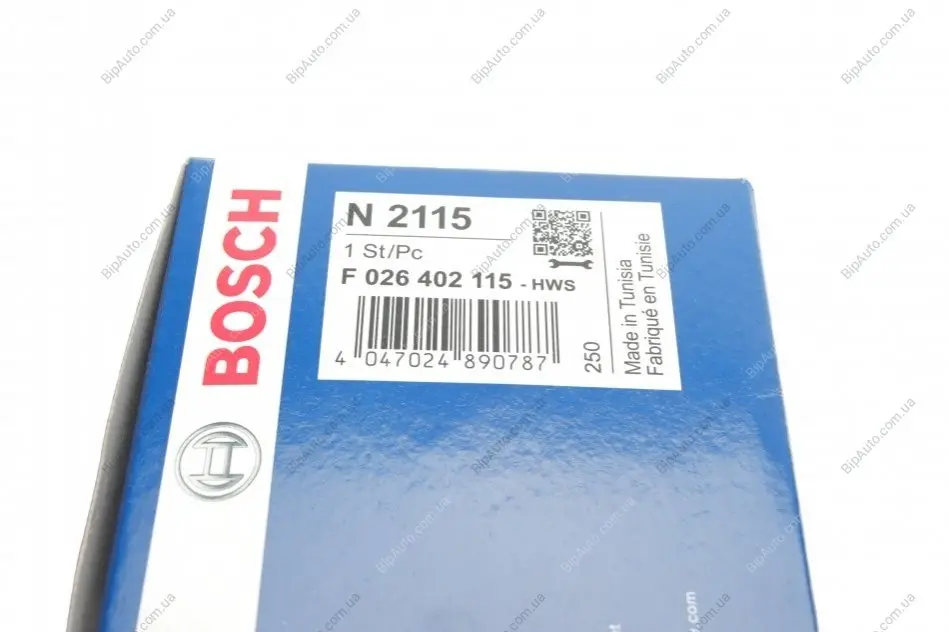 BOSCH
N 2115
1 St/Pc
F 026 402 115 - HWS
4 047024 890787
250
Made in Tunisia
Fabriqué en Tunisie
BipAuto.com.ua